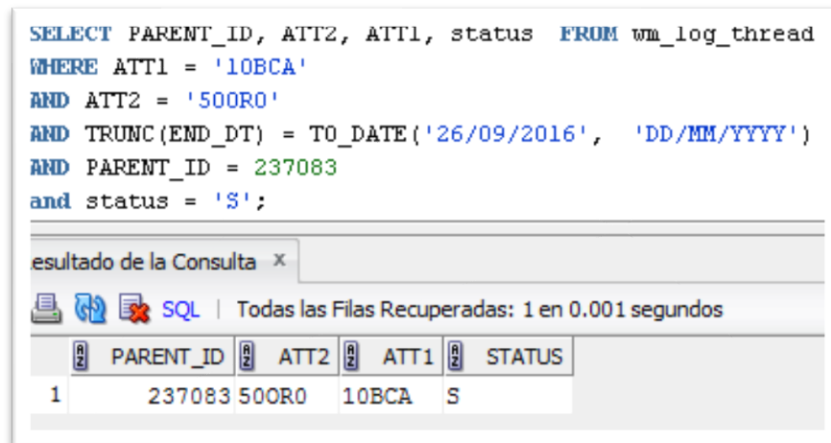 SELECT PARENT_ID, ATT2, ATT1, status FROM wm_log_thread
WHERE ATT1 = '10BCA'
AND ATT2 = '500R0'
AND TRUNC(END_DT) = TO_DATE('26/09/2016', 'DD/MM/YYYY')
AND PARENT_ID = 237083
and status = 'S';
esultado de la Consulta x
SQL | Todas las Filas Recuperadas: 1 en 0.001 segundos
PARENT_ID ATT2 ATT1 STATUS
1 237083 500R0 10BCA S